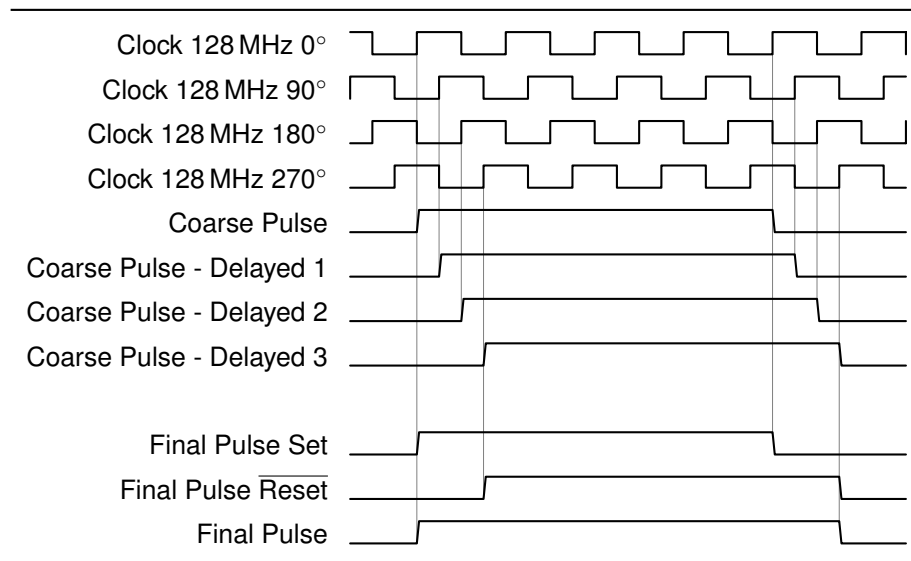 Clock 128 MHz 0°
Clock 128 MHz 90°
Clock 128 MHz 180°
Clock 128 MHz 270°
Coarse Pulse
Coarse Pulse - Delayed 1
Coarse Pulse - Delayed 2
Coarse Pulse - Delayed 3
Final Pulse Set
Final Pulse R̅e̅s̅e̅t̅
Final Pulse